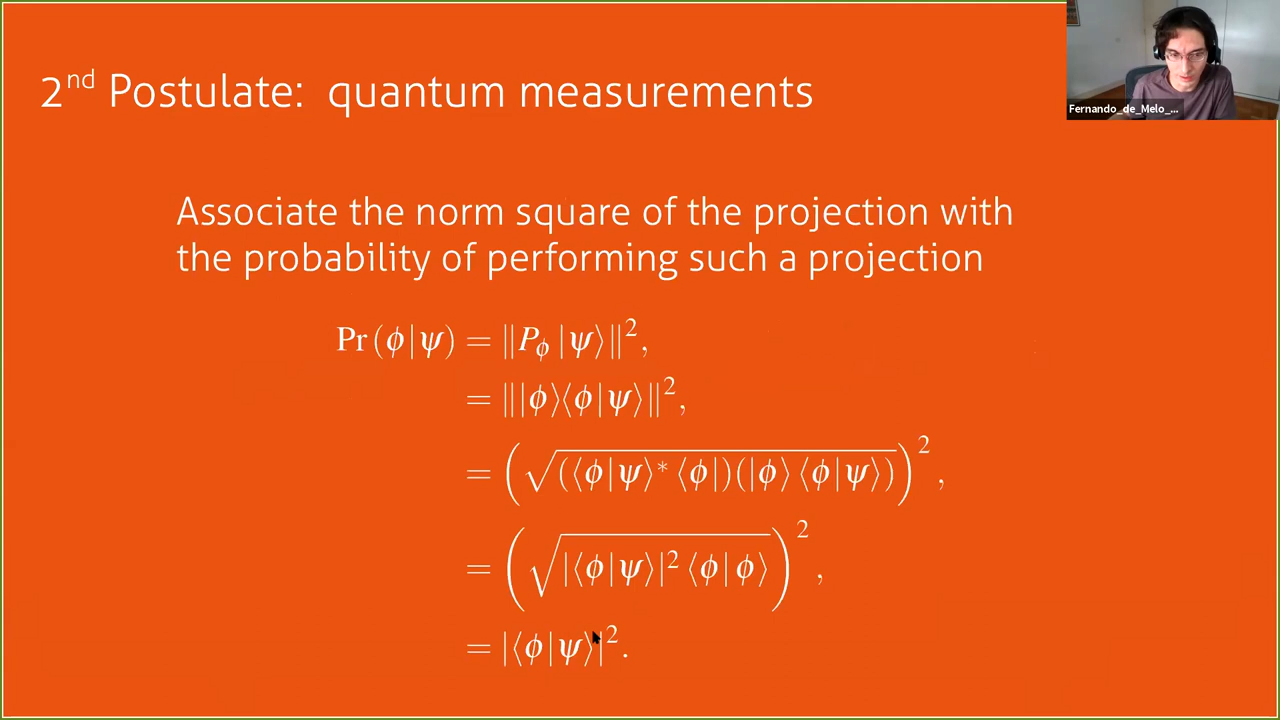 2nd Postulate: quantum measurements
Fernando_de_Melo_...
Associate the norm square of the projection with
the probability of performing such a projection
Pr(ϕ|ψ) = ‖P_ϕ|ψ⟩‖²,
= ‖|ϕ⟩⟨ϕ|ψ⟩‖²,
= (√((⟨ϕ|ψ⟩* ⟨ϕ|)(|ϕ⟩ ⟨ϕ|ψ⟩)))²,
= (√(|⟨ϕ|ψ⟩|² ⟨ϕ|ϕ⟩))²,
= |⟨ϕ|ψ⟩|².